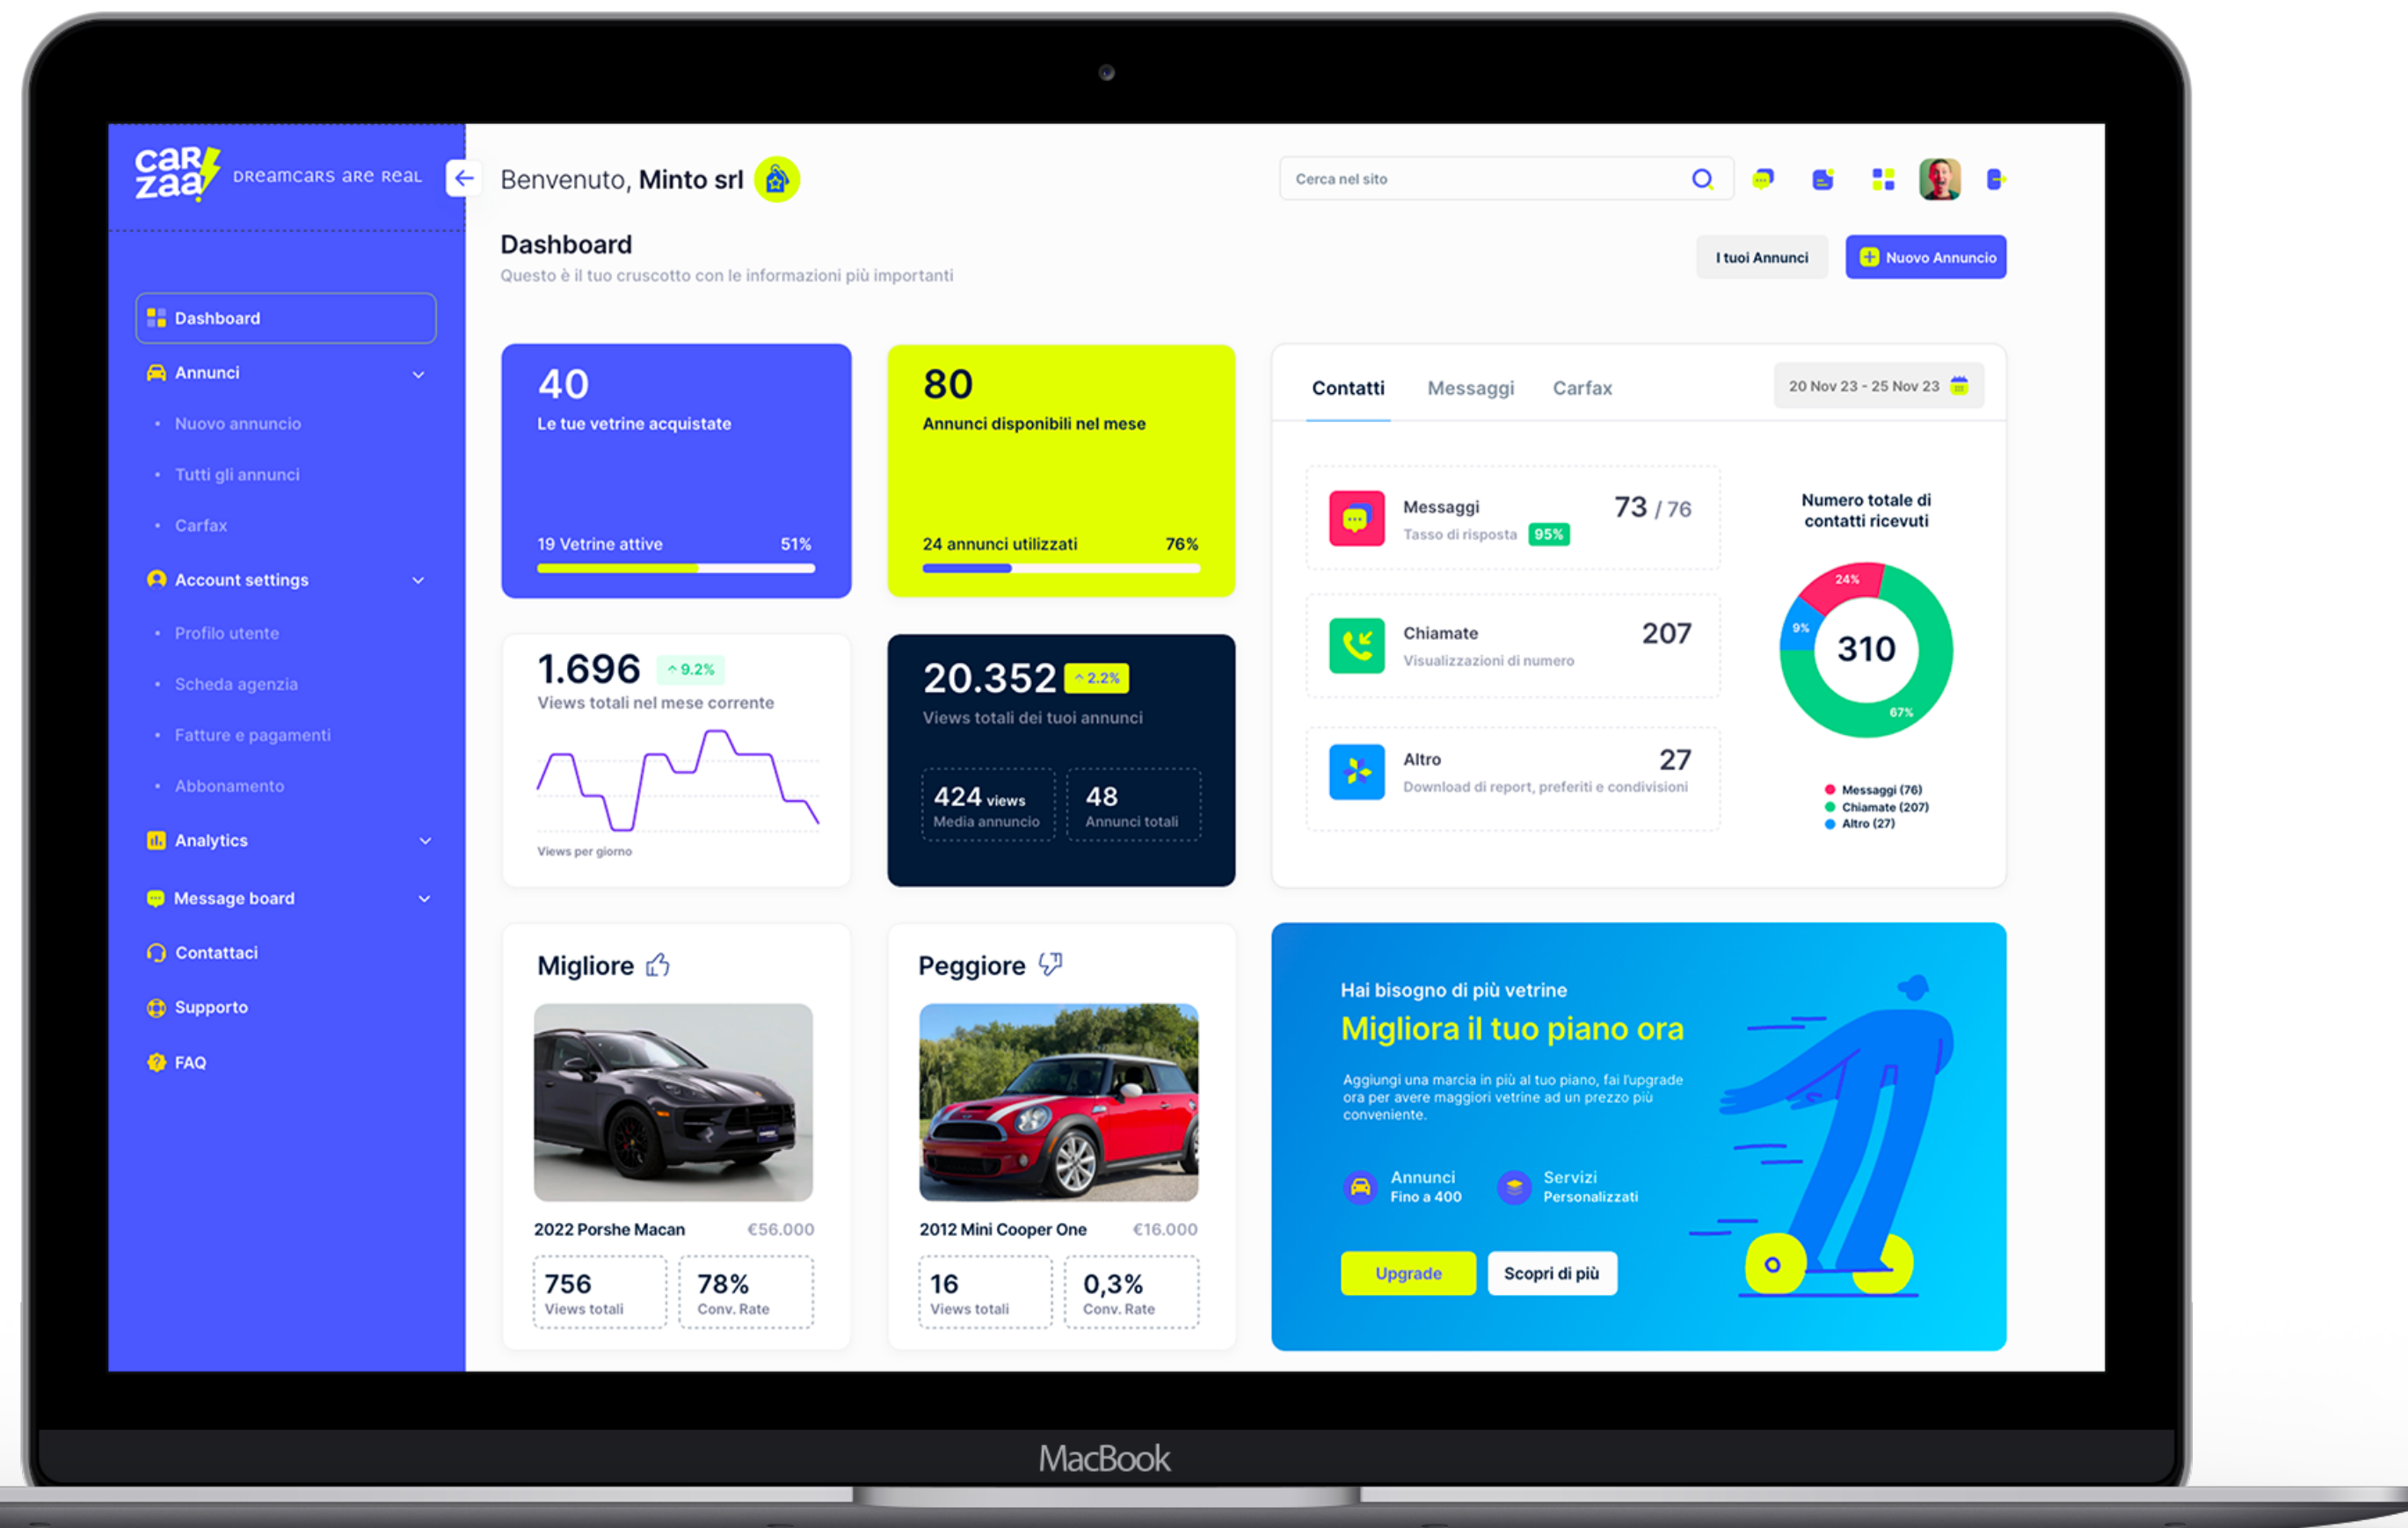 caR
zaa
DReamcaRs aRe ReaL
Benvenuto, Minto srl
Cerca nel sito
Dashboard
Questo è il tuo cruscotto con le informazioni più importanti
I tuoi Annunci
Nuovo Annuncio
Dashboard
Annunci
Nuovo annuncio
Tutti gli annunci
Carfax
Account settings
Profilo utente
Scheda agenzia
Fatture e pagamenti
Abbonamento
Analytics
Message board
Contattaci
Supporto
FAQ
40
Le tue vetrine acquistate
19 Vetrine attive 51%
80
Annunci disponibili nel mese
24 annunci utilizzati 76%
1.696 9.2%
Views totali nel mese corrente
Views per giorno
20.352 2.2%
Views totali dei tuoi annunci
424 views
Media annuncio
48
Annunci totali
Contatti Messaggi Carfax
20 Nov 23 - 25 Nov 23
Messaggi 73 / 76
Tasso di risposta 95%
Chiamate 207
Visualizzazioni di numero
Altro 27
Download di report, preferiti e condivisioni
Numero totale di
contatti ricevuti
24%
9%
310
67%
Messaggi (76)
Chiamate (207)
Altro (27)
Migliore
2022 Porshe Macan €56.000
756
Views totali
78%
Conv. Rate
Peggiore
2012 Mini Cooper One €16.000
16
Views totali
0,3%
Conv. Rate
Hai bisogno di più vetrine
Migliora il tuo piano ora
Aggiungi una marcia in più al tuo piano, fai l'upgrade
ora per avere maggiori vetrine ad un prezzo più
conveniente.
Annunci
Fino a 400
Servizi
Personalizzati
Upgrade
Scopri di più
MacBook